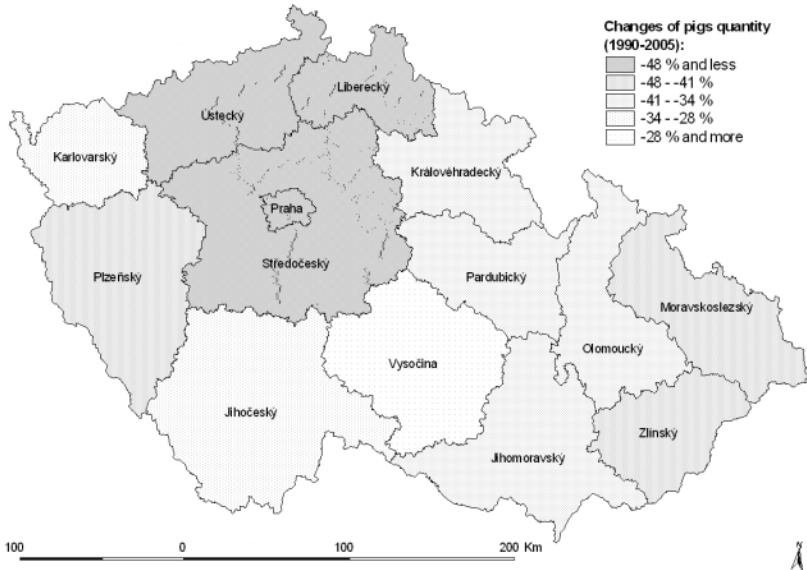 Changes of pigs quantity
(1990-2005):
-48 % and less
-48 - -41 %
-41 - -34 %
-34 - -28 %
-28 % and more
Liberecký
Ústecký
Karlovarský
Královéhradecký
Praha
Středočeský
Plzeňský
Pardubický
Moravskoslezský
Olomoucký
Vysočina
Jihočeský
Zlínský
Jihomoravský
100 0 100 200 Km
N